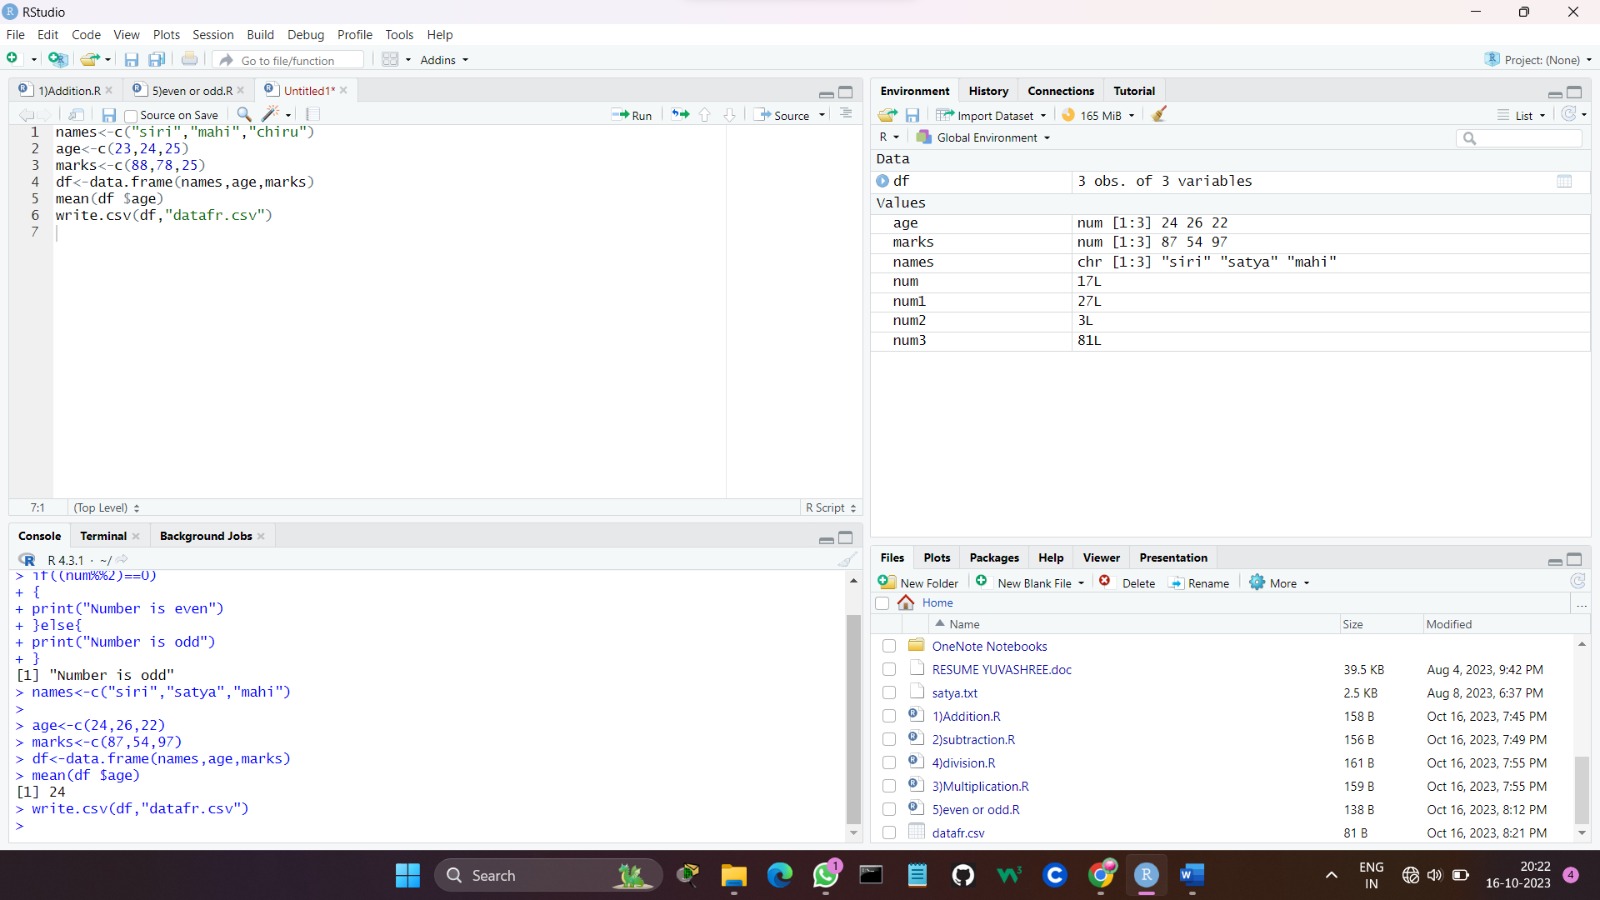 RStudio
File Edit Code View Plots Session Build Debug Profile Tools Help
Go to file/function Addins Project: (None)
1)Addition.R 5)even or odd.R Untitled1*
Source on Save Run Source
1 names<-c("siri","mahi","chiru")
2 age<-c(23,24,25)
3 marks<-c(88,78,25)
4 df<-data.frame(names,age,marks)
5 mean(df $age)
6 write.csv(df,"datafr.csv")
7
7:1 (Top Level) R Script
Console Terminal Background Jobs
R 4.3.1 · ~/
> if((num%%2)==0)
+ {
+ print("Number is even")
+ }else{
+ print("Number is odd")
+ }
[1] "Number is odd"
> names<-c("siri","satya","mahi")
>
> age<-c(24,26,22)
> marks<-c(87,54,97)
> df<-data.frame(names,age,marks)
> mean(df $age)
[1] 24
> write.csv(df,"datafr.csv")
>
Environment History Connections Tutorial
Import Dataset 165 MiB List
R Global Environment
Data
df 3 obs. of 3 variables
Values
age num [1:3] 24 26 22
marks num [1:3] 87 54 97
names chr [1:3] "siri" "satya" "mahi"
num 17L
num1 27L
num2 3L
num3 81L
Files Plots Packages Help Viewer Presentation
New Folder New Blank File Delete Rename More
Home ...
Name Size Modified
OneNote Notebooks
RESUME YUVASHREE.doc 39.5 KB Aug 4, 2023, 9:42 PM
satya.txt 2.5 KB Aug 8, 2023, 6:37 PM
1)Addition.R 158 B Oct 16, 2023, 7:45 PM
2)subtraction.R 156 B Oct 16, 2023, 7:49 PM
4)division.R 161 B Oct 16, 2023, 7:55 PM
3)Multiplication.R 159 B Oct 16, 2023, 7:55 PM
5)even or odd.R 138 B Oct 16, 2023, 8:12 PM
datafr.csv 81 B Oct 16, 2023, 8:21 PM
Search
1
ENG
IN
20:22
16-10-2023
4